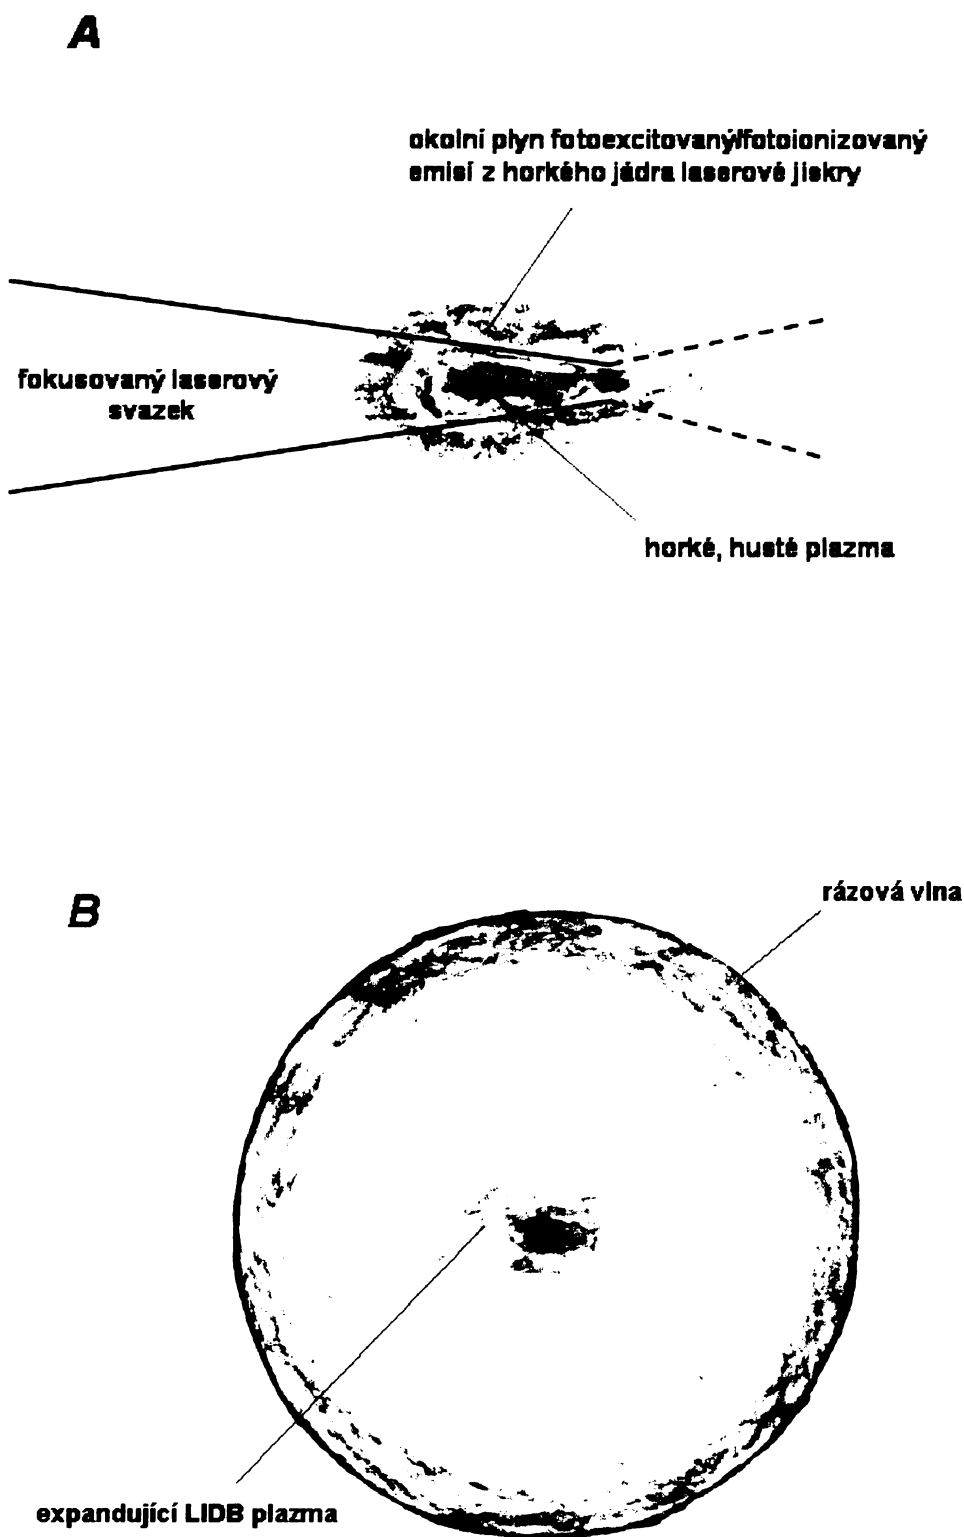 A
okolní plyn fotoexcitovaný/fotoionizovaný
emisí z horkého jádra laserové jiskry
fokusovaný laserový
svazek
horké, husté plazma
B
rázová vlna
expandující LIDB plazma